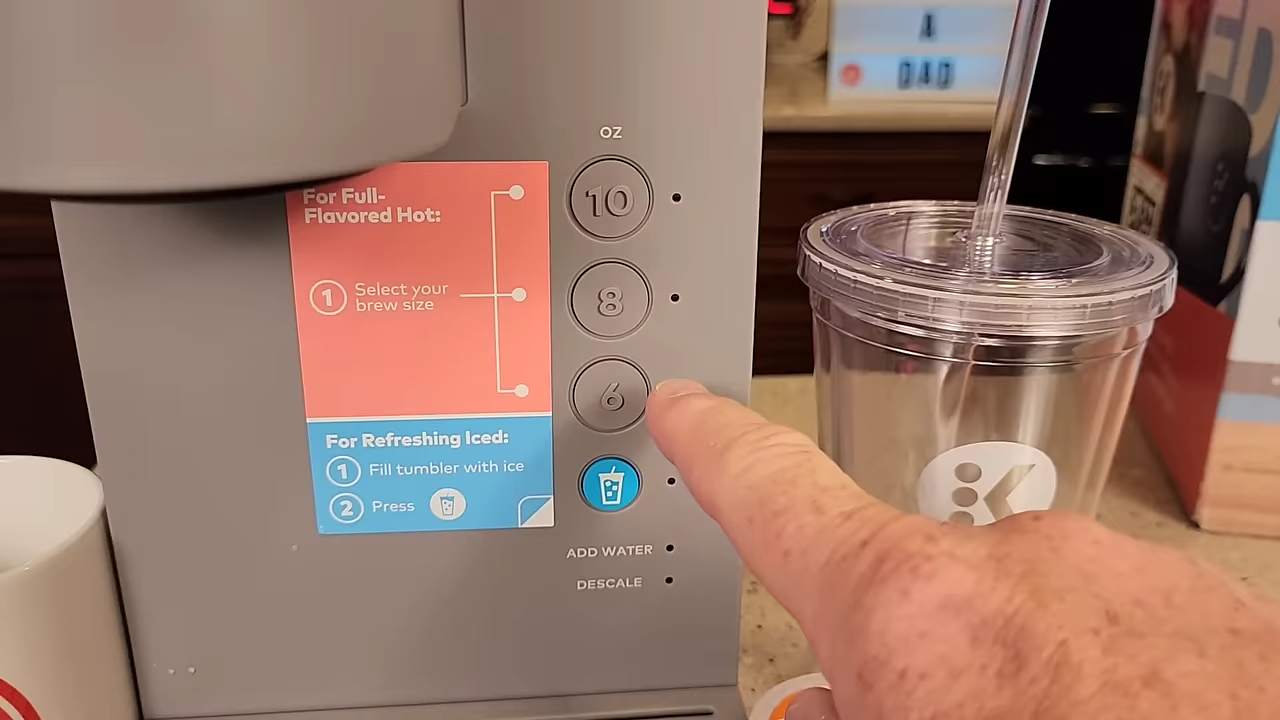 A
DAD
OZ
10
8
6
For Full-
Flavored Hot:
1 Select your
brew size
For Refreshing Iced:
1 Fill tumbler with ice
2 Press
ADD WATER
DESCALE
K